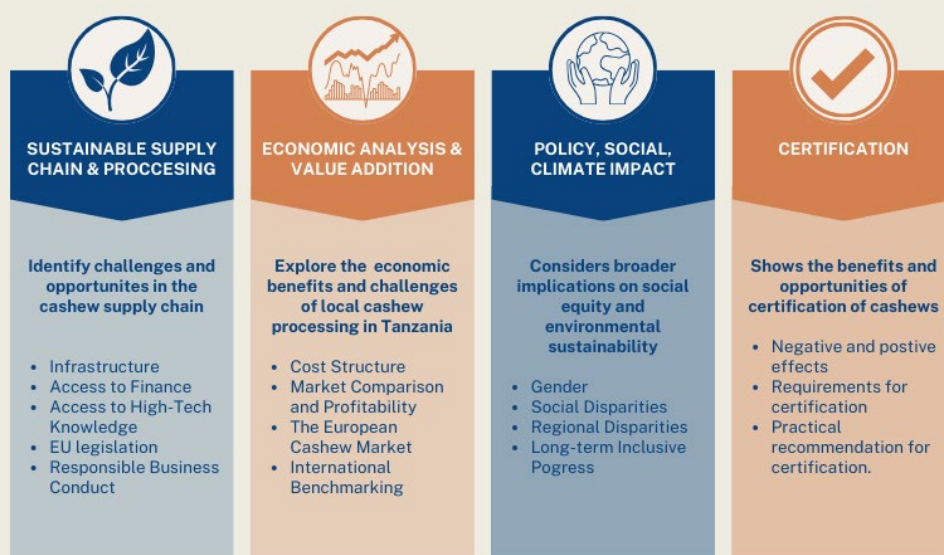 SUSTAINABLE SUPPLY
CHAIN & PROCCESING
Identify challenges and
opportunites in the
cashew supply chain
• Infrastructure
• Access to Finance
• Access to High-Tech
Knowledge
• EU legislation
• Responsible Business
Conduct
ECONOMIC ANALYSIS &
VALUE ADDITION
Explore the economic
benefits and challenges
of local cashew
processing in Tanzania
• Cost Structure
• Market Comparison
and Profitability
• The European
Cashew Market
• International
Benchmarking
POLICY, SOCIAL,
CLIMATE IMPACT
Considers broader
implications on social
equity and
environmental
sustainability
• Gender
• Social Disparities
• Regional Disparities
• Long-term Inclusive
Pogress
CERTIFICATION
Shows the benefits and
opportunities of
certification of cashews
• Negative and postive
effects
• Requirements for
certification
• Practical
recommendation for
certification.